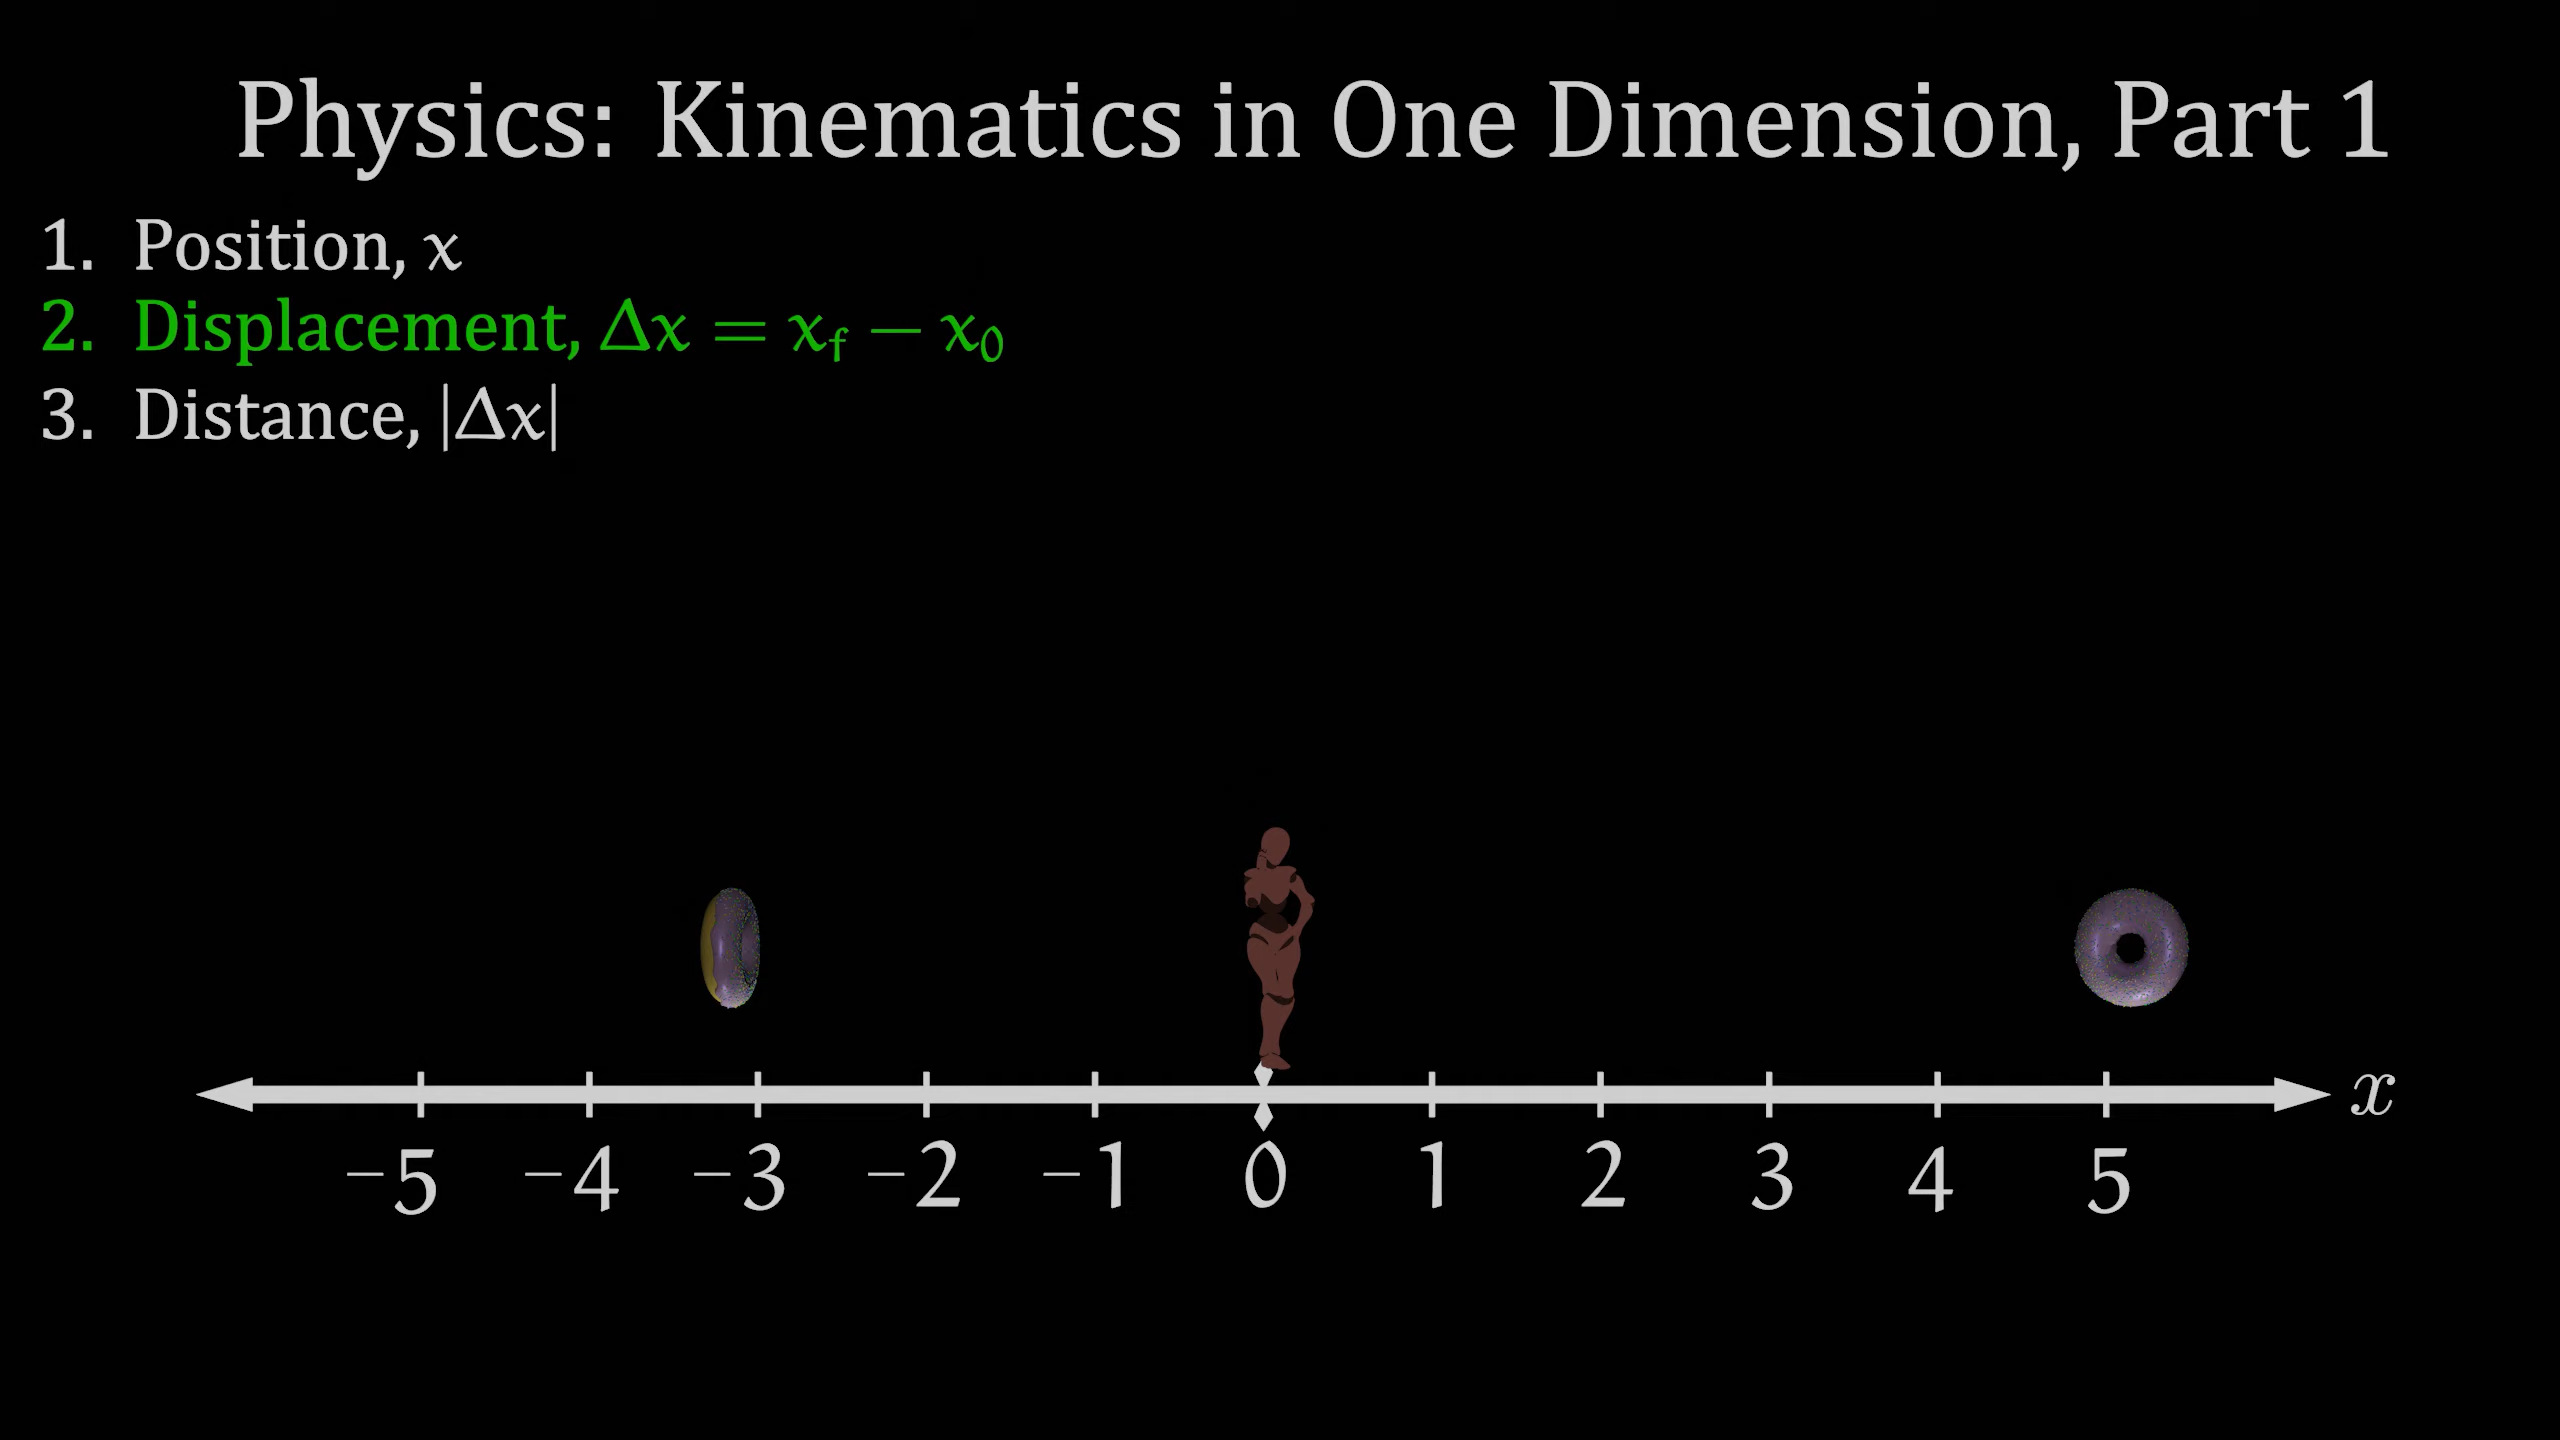 Physics: Kinematics in One Dimension, Part 1
1. Position, x
2. Displacement, Δx = x_f − x_0
3. Distance, |Δx|
x
−5 −4 −3 −2 −1 0 1 2 3 4 5